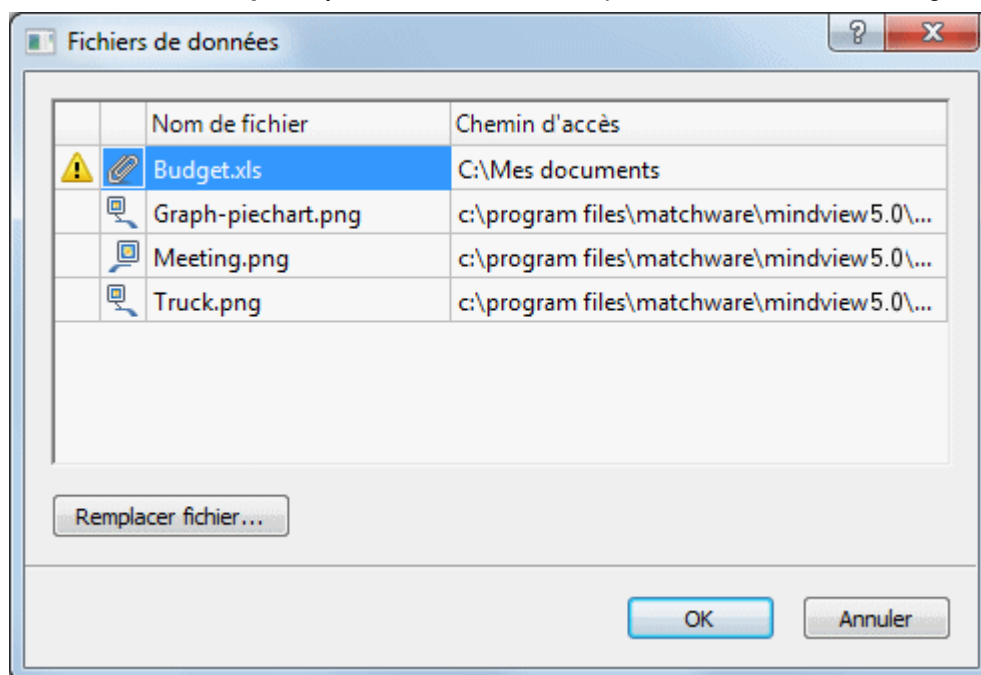 Fichiers de données
Nom de fichier Chemin d'accès
Budget.xls C:\Mes documents
Graph-piechart.png c:\program files\matchware\mindview5.0\...
Meeting.png c:\program files\matchware\mindview5.0\...
Truck.png c:\program files\matchware\mindview5.0\...
Remplacer fichier...
OK Annuler